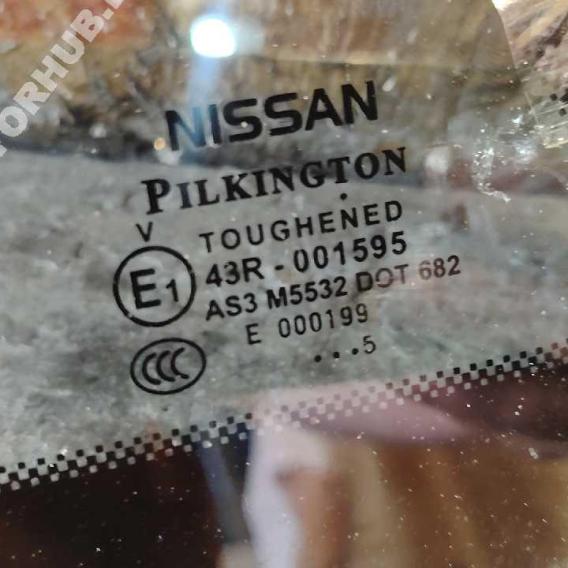 NISSAN
PILKINGTON
V
TOUGHENED
E1
43R - 001595
AS3 M5532 DOT 682
E 000199
...5
CCC